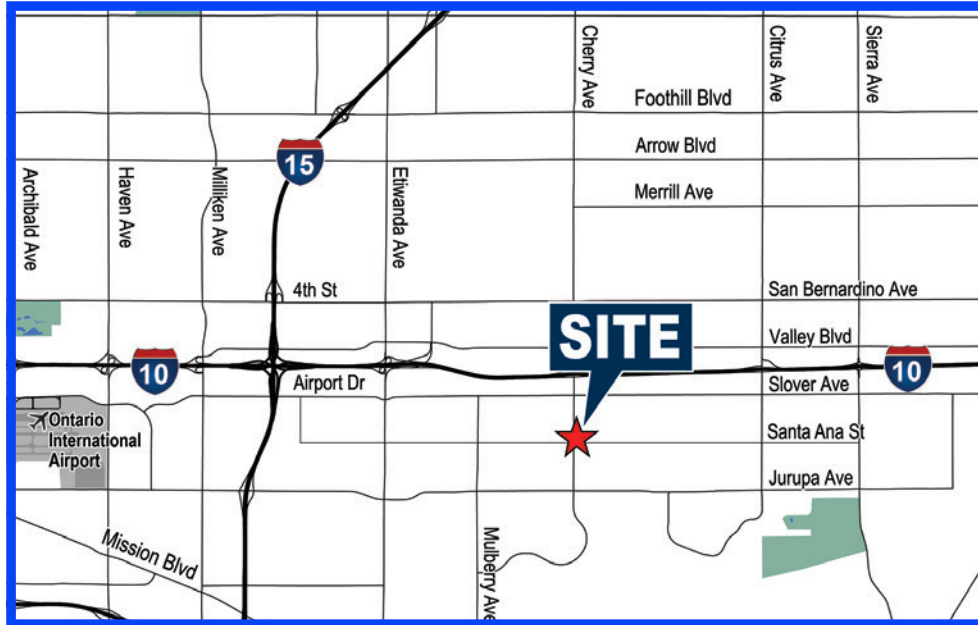 Cherry Ave
Citrus Ave
Sierra Ave
Foothill Blvd
15
Arrow Blvd
Archibald Ave
Haven Ave
Milliken Ave
Etiwanda Ave
Merrill Ave
4th St
San Bernardino Ave
SITE
Valley Blvd
10
Airport Dr
Slover Ave
10
Ontario
International
Airport
Santa Ana St
Jurupa Ave
Mission Blvd
Mulberry Ave